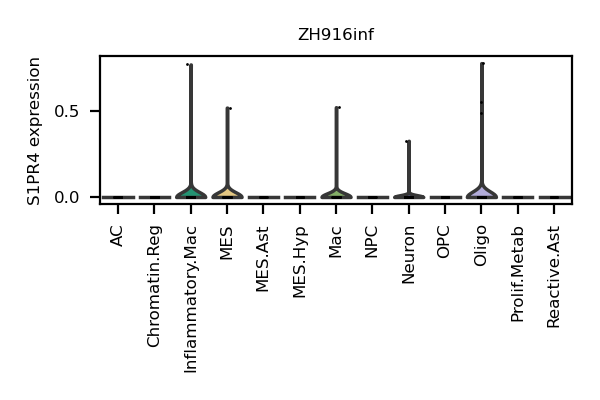 ZH916inf
S1PR4 expression
0.5
0.0
AC
Chromatin.Reg
Inflammatory.Mac
MES
MES.Ast
MES.Hyp
Mac
NPC
Neuron
OPC
Oligo
Prolif.Metab
Reactive.Ast